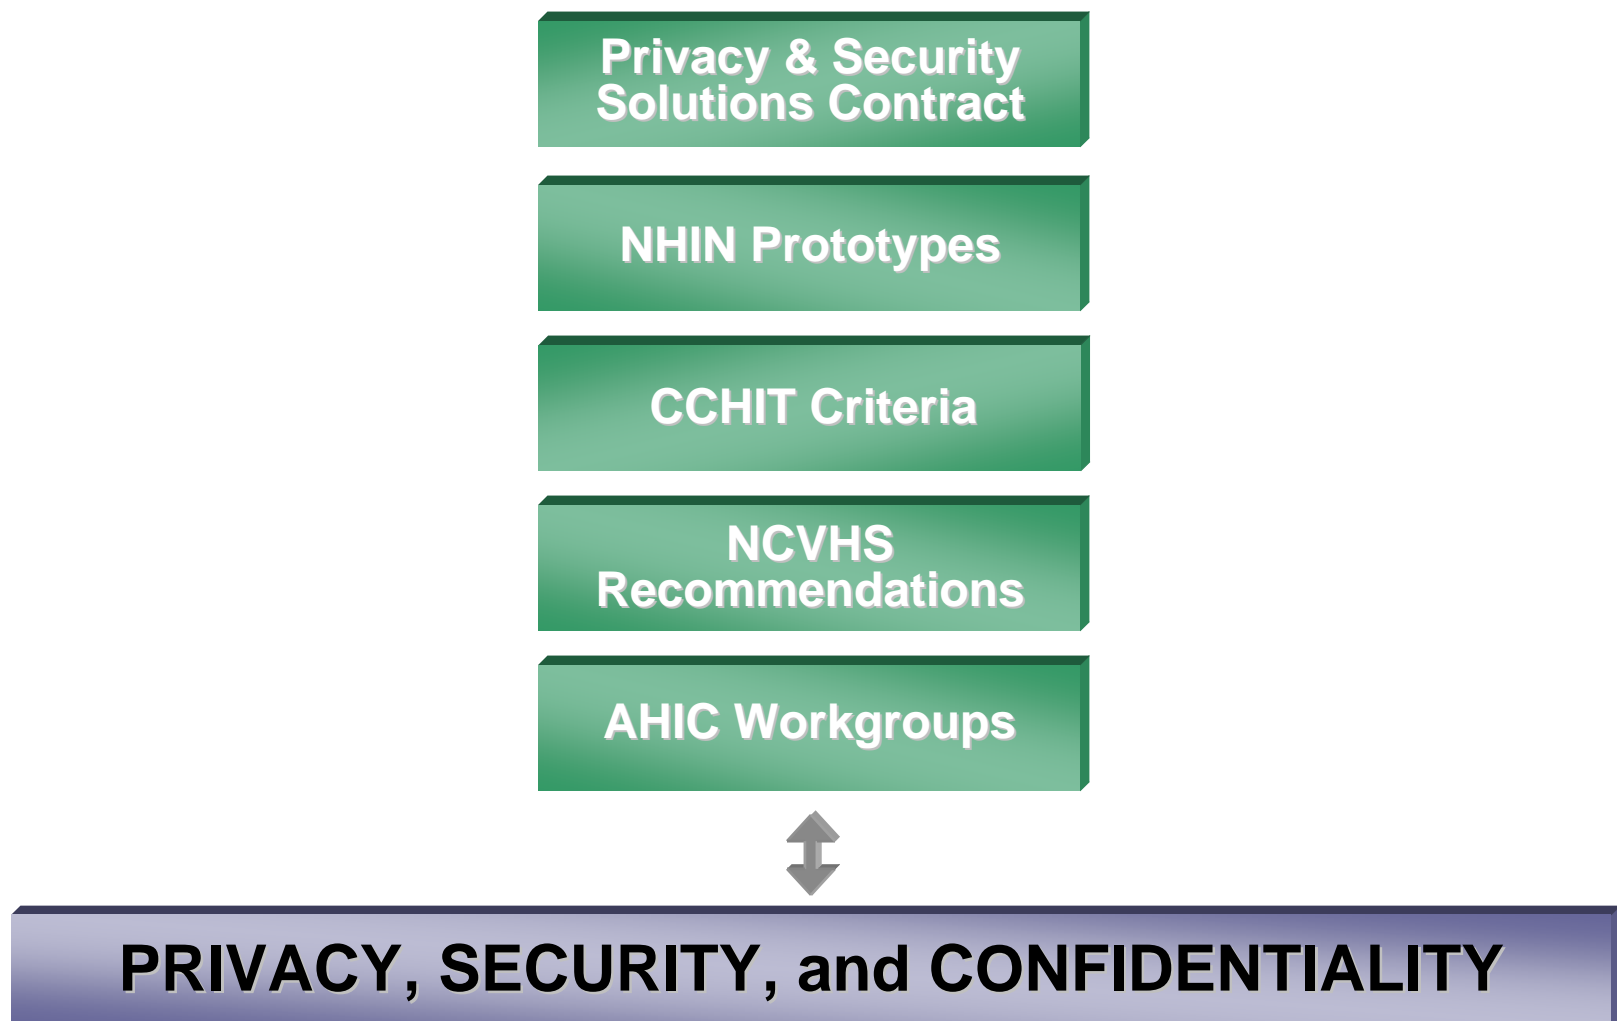 Privacy & Security
Solutions Contract
NHIN Prototypes
CCHIT Criteria
NCVHS
Recommendations
AHIC Workgroups
PRIVACY, SECURITY, and CONFIDENTIALITY